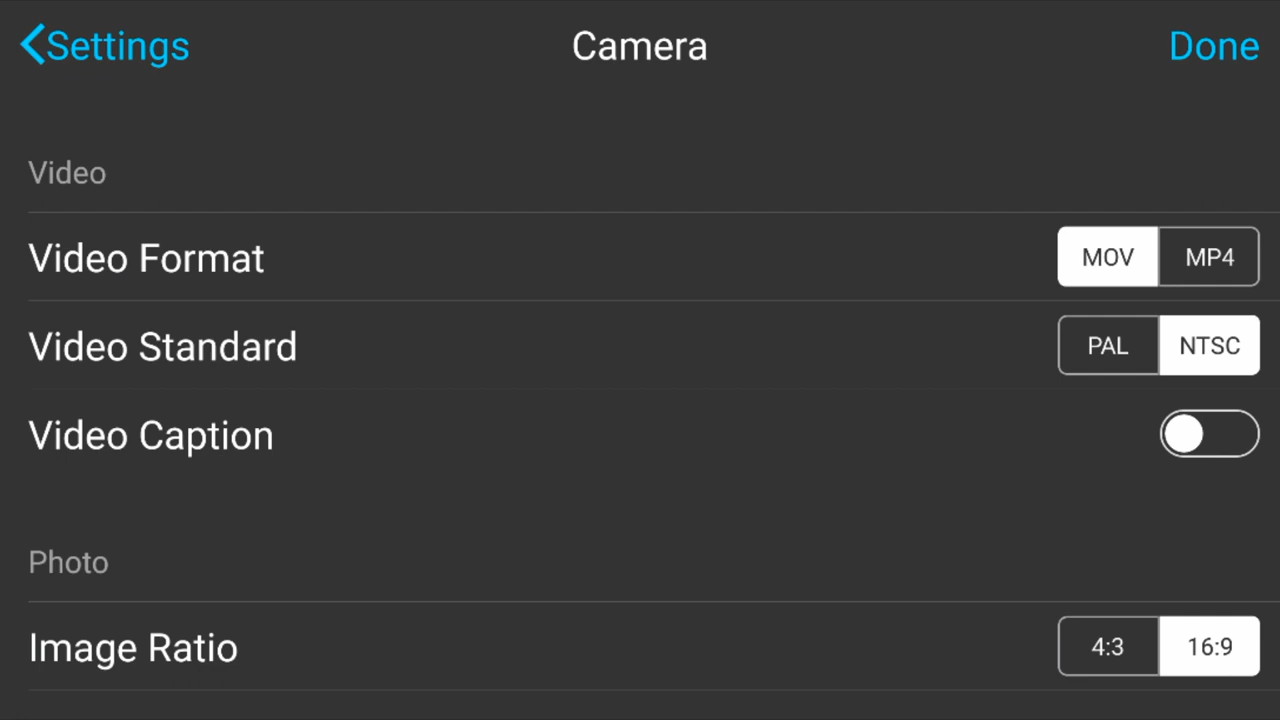 Settings Camera Done
Video
Video Format MOV MP4
Video Standard PAL NTSC
Video Caption
Photo
Image Ratio 4:3 16:9